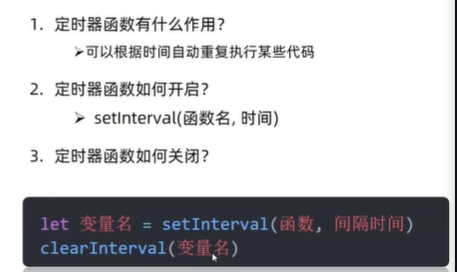 1. 定时器函数有什么作用？
➢可以根据时间自动重复执行某些代码
2. 定时器函数如何开启？
➢ setInterval(函数名, 时间)
3. 定时器函数如何关闭？
let 变量名 = setInterval(函数, 间隔时间)
clearInterval(变量名)